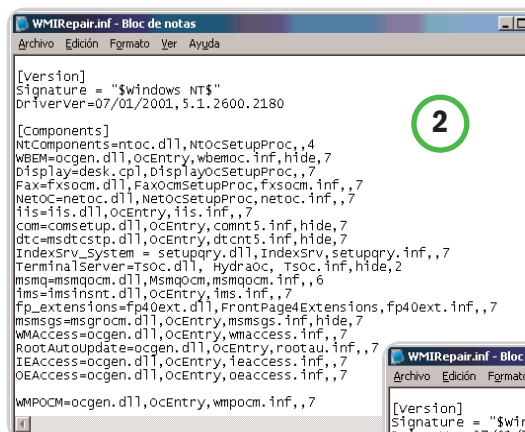 WMIRepair.inf - Bloc de notas
Archivo Edición Formato Ver Ayuda
[Version]
Signature = "$Windows NT$"
DriverVer=07/01/2001,5.1.2600.2180
[Components]
NtComponents=ntoc.dll,NtOcSetupProc,,4
WBEM=ocgen.dll,OcEntry,wbemoc.inf,hide,7
Display=desk.cpl,DisplayOcSetupProc,,7
Fax=fxsocm.dll,FaxOcmSetupProc,fxsocm.inf,,7
NetOC=netoc.dll,NetOcSetupProc,netoc.inf,,7
iis=iis.dll,OcEntry,iis.inf,,7
com=comsetup.dll,OcEntry,comnt5.inf,hide,7
dtc=msdtcstp.dll,OcEntry,dtcnt5.inf,hide,7
IndexSrv_System = setupqry.dll,IndexSrv,setupqry.inf,,7
TerminalServer=TsOc.dll, HydraOc, TsOc.inf,hide,2
msmq=msmqocm.dll,MsmqOcm,msmqocm.inf,,6
ims=imsinsnt.dll,OcEntry,ims.inf,,7
fp_extensions=fp40ext.dll,FrontPage4Extensions,fp40ext.inf,,7
msmsgs=msgrocm.dll,OcEntry,msmsgs.inf,hide,7
WMAccess=ocgen.dll,OcEntry,wmaccess.inf,,7
RootAutoUpdate=ocgen.dll,OcEntry,rootau.inf,,7
IEAccess=ocgen.dll,OcEntry,ieaccess.inf,,7
OEAccess=ocgen.dll,OcEntry,oeaccess.inf,,7
WMPOCM=ocgen.dll,OcEntry,wmpocm.inf,,7
2
WMIRepair.inf - Bloc
Archivo Edición Format
[Version]
Signature = "$Win